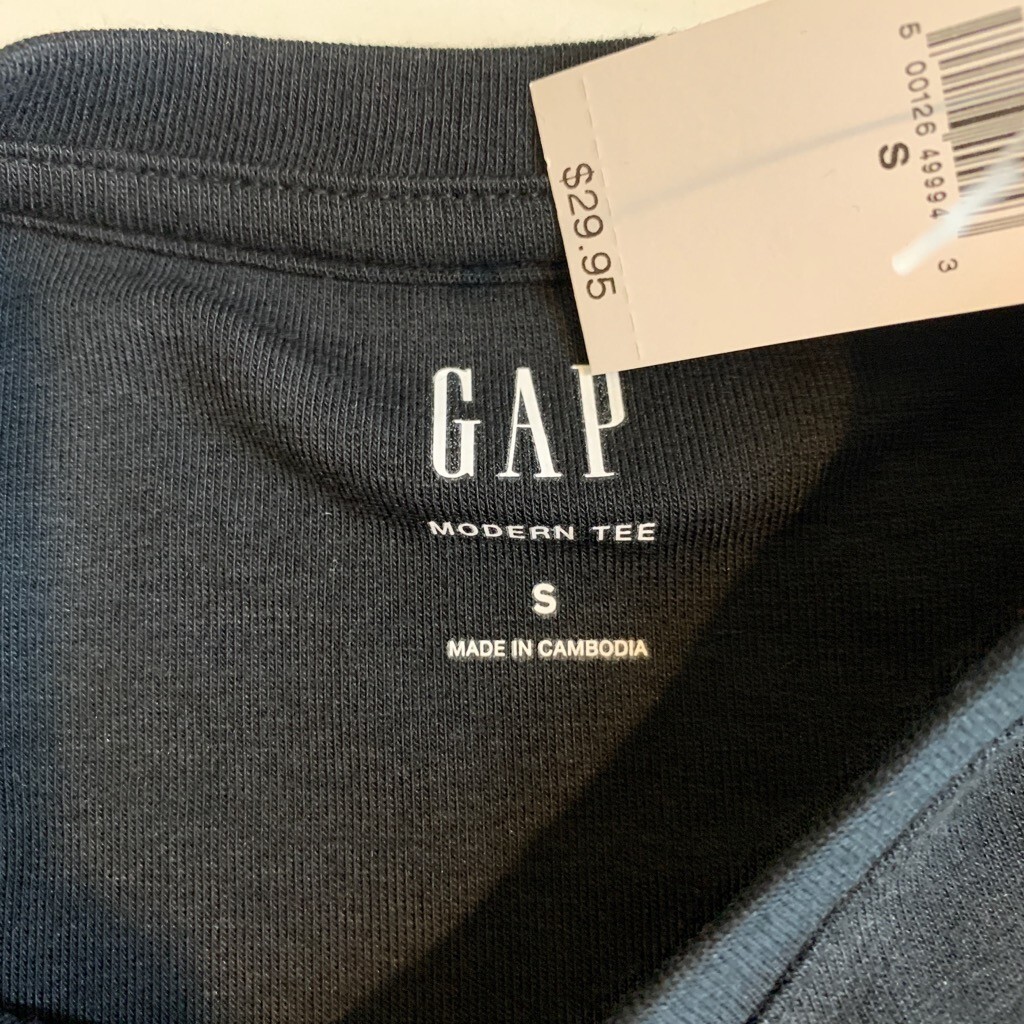 $29.95
S
5 00126 49994 3
GAP
MODERN TEE
S
MADE IN CAMBODIA